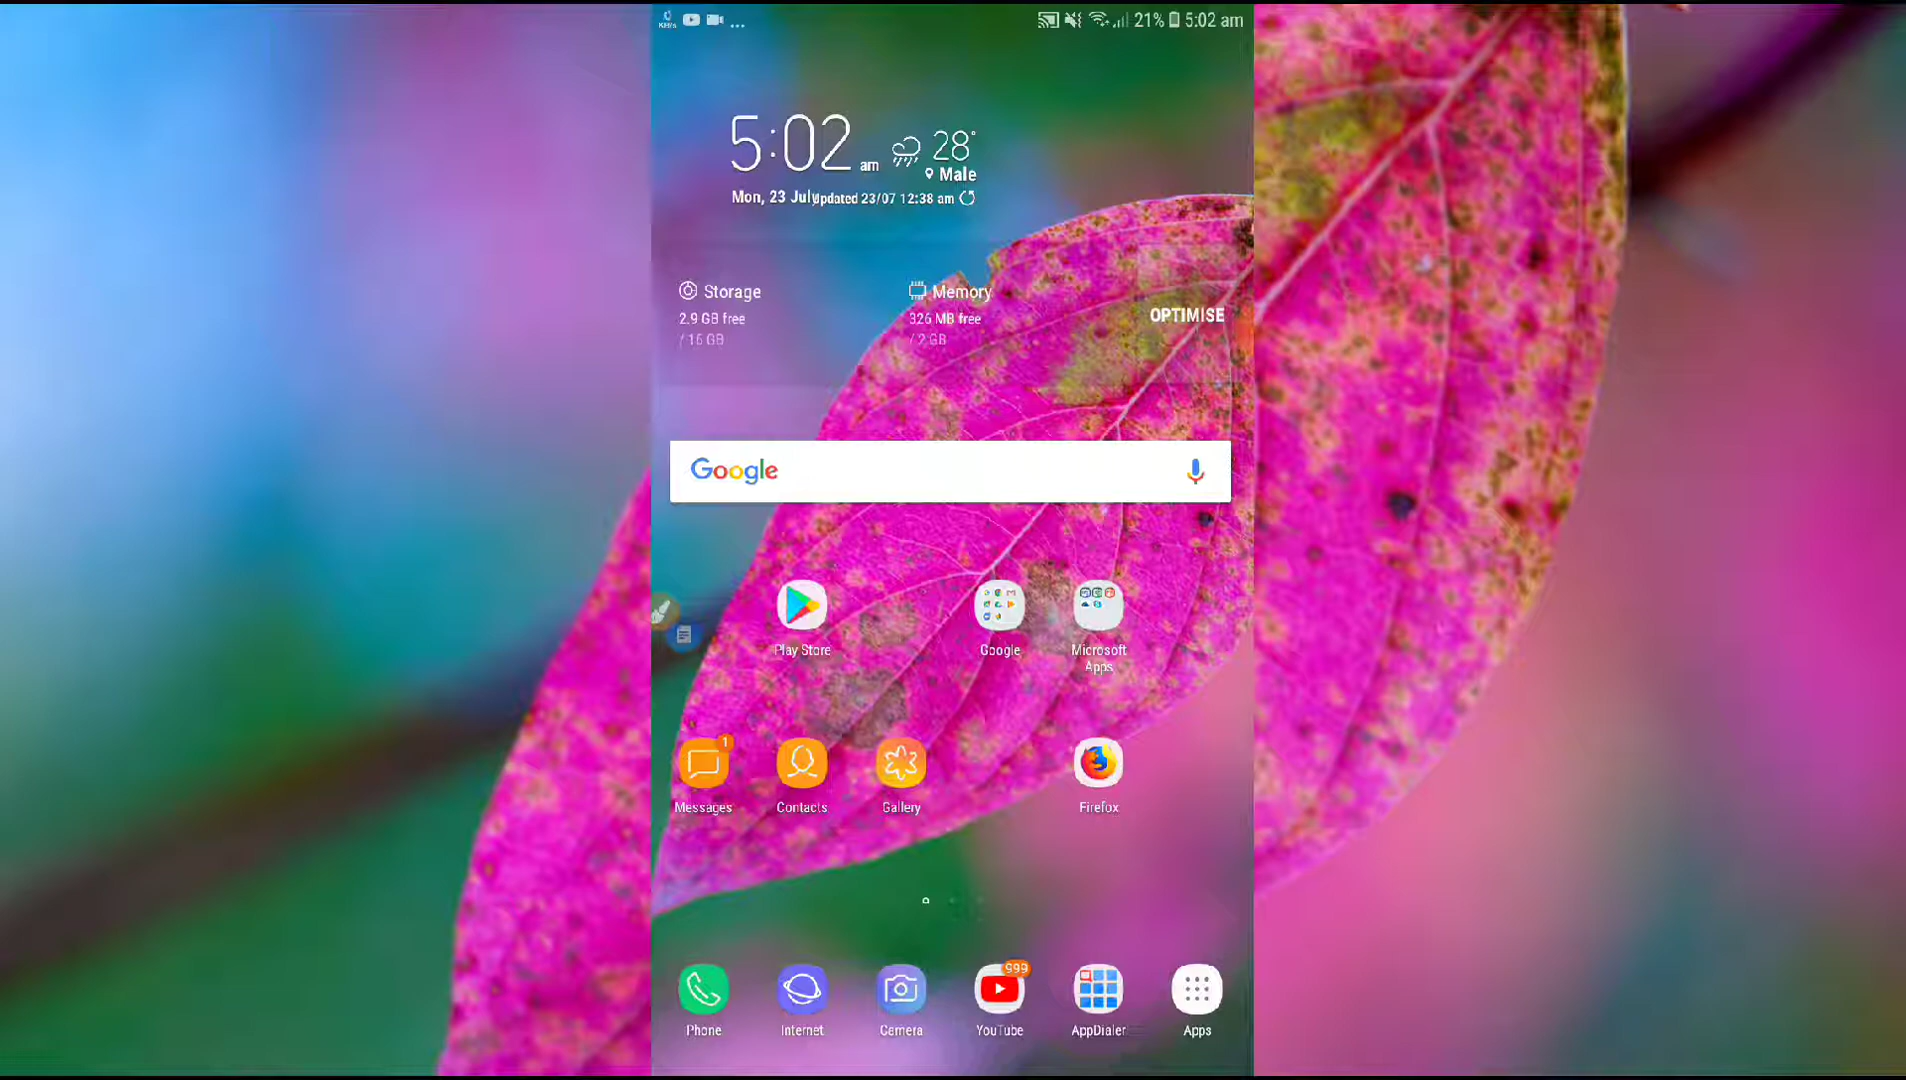 KB/s
...
21% 5:02 am
5:02 am 28°
Male
Mon, 23 July Updated 23/07 12:38 am
Storage
2.9 GB free
/ 16 GB
Memory
326 MB free
/ 2 GB
OPTIMISE
Google
Play Store
Google
Microsoft
Apps
1
Messages
Contacts
Gallery
Firefox
999
Phone
Internet
Camera
YouTube
AppDialer
Apps